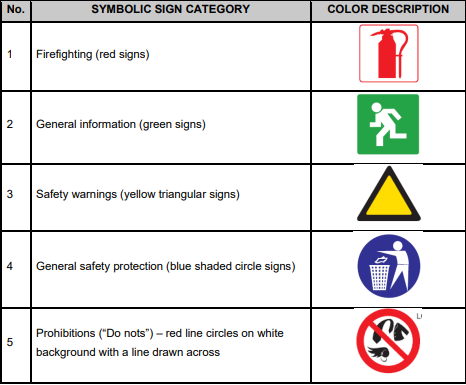 No. SYMBOLIC SIGN CATEGORY COLOR DESCRIPTION
1 Firefighting (red signs)
2 General information (green signs)
3 Safety warnings (yellow triangular signs)
4 General safety protection (blue shaded circle signs)
5 Prohibitions (“Do nots”) – red line circles on white
background with a line drawn across